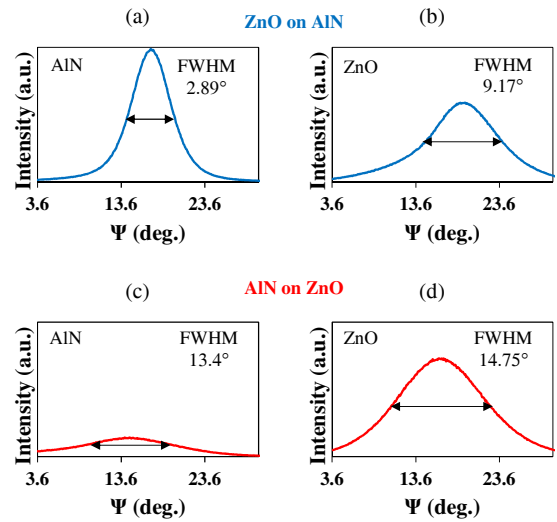 (a)
ZnO on AlN
(b)
Intensity (a.u.)
AlN
FWHM
2.89°
3.6 13.6 23.6
Ψ (deg.)
Intensity (a.u.)
ZnO
FWHM
9.17°
3.6 13.6 23.6
Ψ (deg.)
(c)
AlN on ZnO
(d)
Intensity (a.u.)
AlN
FWHM
13.4°
3.6 13.6 23.6
Ψ (deg.)
Intensity (a.u.)
ZnO
FWHM
14.75°
3.6 13.6 23.6
Ψ (deg.)